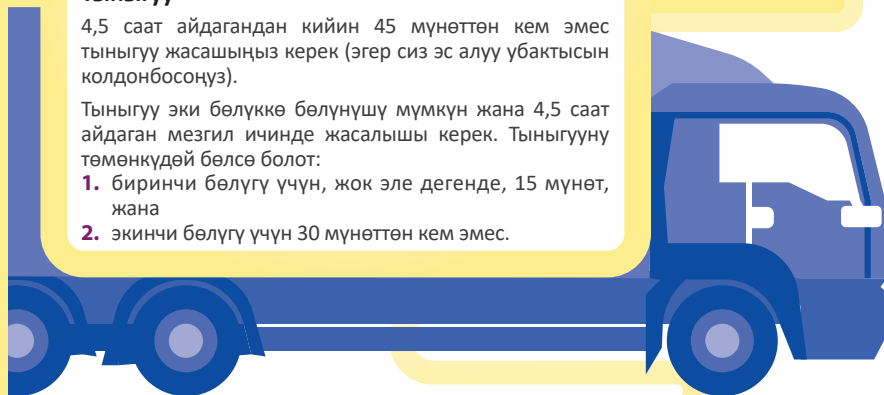 4,5 саат айдагандан кийин 45 мүнөттөн кем эмес
тыныгуу жасашыңыз керек (эгер сиз эс алуу убактысын
колдонбосоңуз).
Тыныгуу эки бөлүккө бөлүнүшү мүмкүн жана 4,5 саат
айдаган мезгил ичинде жасалышы керек. Тыныгууну
төмөнкүдөй бөлсө болот:
1. биринчи бөлүгү үчүн, жок эле дегенде, 15 мүнөт,
жана
2. экинчи бөлүгү үчүн 30 мүнөттөн кем эмес.